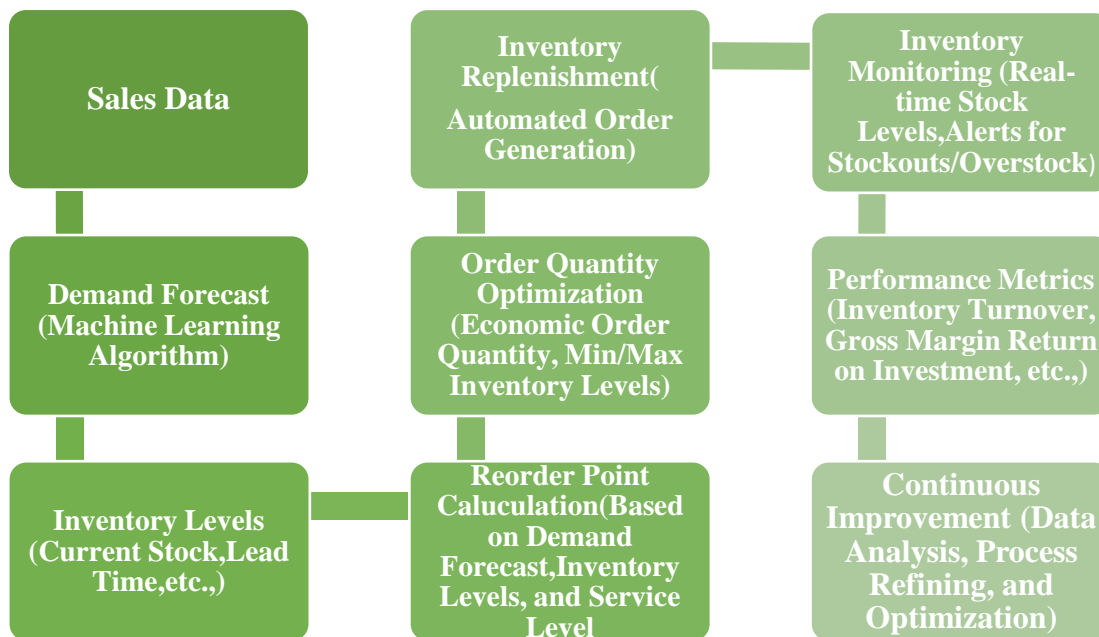 Sales Data
Demand Forecast
(Machine Learning
Algorithm)
Inventory Levels
(Current Stock,Lead
Time,etc.,)
Reorder Point
Caluculation(Based
on Demand
Forecast,Inventory
Levels, and Service
Level
Order Quantity
Optimization
(Economic Order
Quantity, Min/Max
Inventory Levels)
Inventory
Replenishment(
Automated Order
Generation)
Inventory
Monitoring (Real-
time Stock
Levels,Alerts for
Stockouts/Overstock)
Performance Metrics
(Inventory Turnover,
Gross Margin Return
on Investment, etc.,)
Continuous
Improvement (Data
Analysis, Process
Refining, and
Optimization)